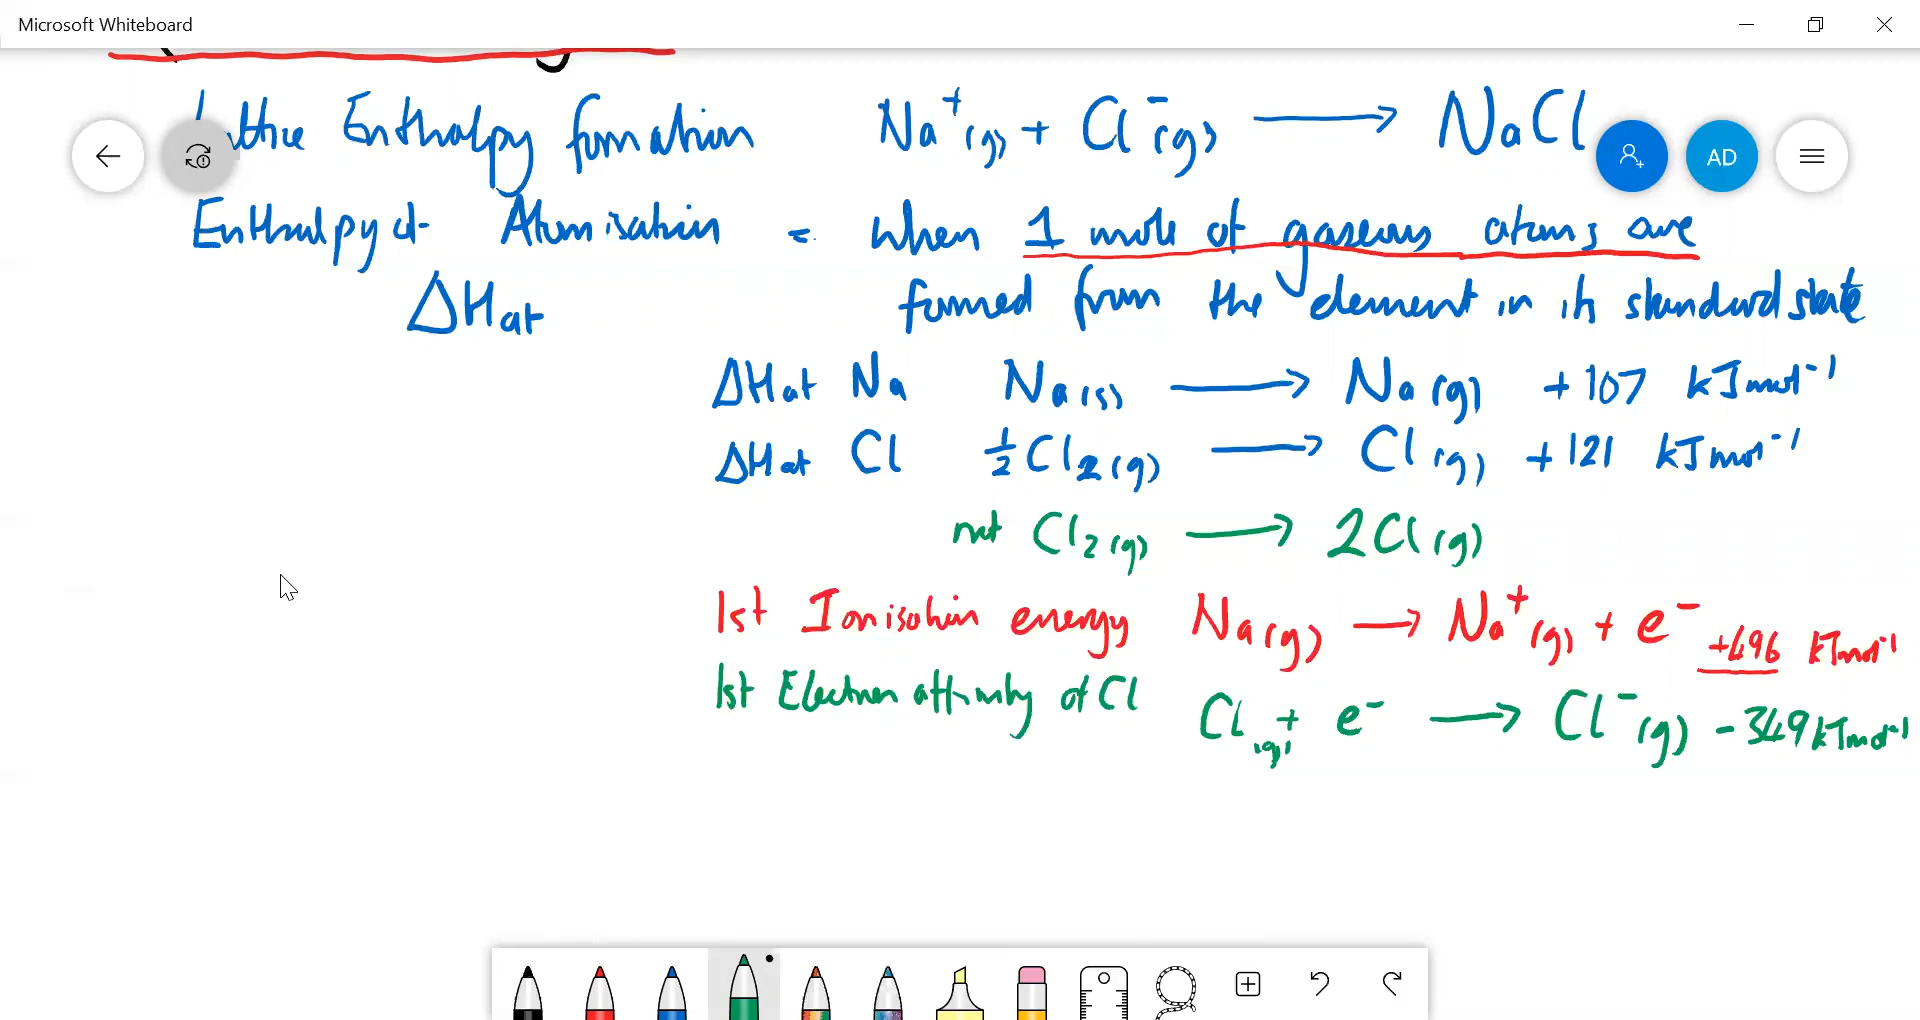 Microsoft Whiteboard
Lattice Enthalpy formation Na⁺(g) + Cl⁻(g) ⟶ NaCl
AD
Enthalpy of Atomisation = when 1 mole of gaseous atoms are
ΔHat formed from the element in its standard state
ΔHat Na Na(s) ⟶ Na(g) +107 kJmol⁻¹
ΔHat Cl ½Cl₂(g) ⟶ Cl(g) +121 kJmol⁻¹
not Cl₂(g) ⟶ 2Cl(g)
1st Ionisation energy Na(g) ⟶ Na⁺(g) + e⁻ +496 kJmol⁻¹
1st Electron affinity of Cl Cl(g) + e⁻ ⟶ Cl⁻(g) -349kJmol⁻¹